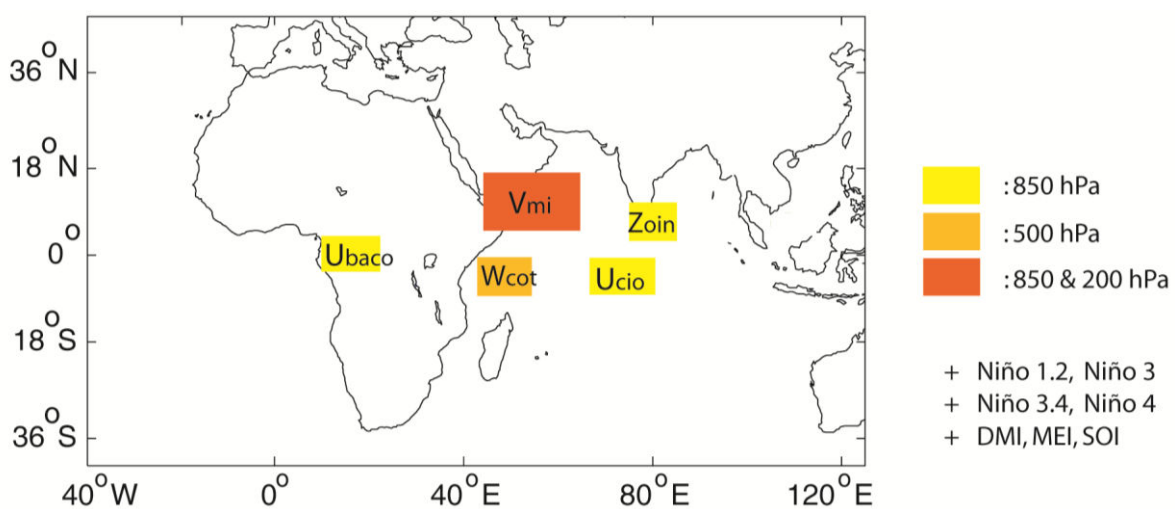 36°N
18°N
0°
18°S
36°S
40°W 0° 40°E 80°E 120°E
Vmi
Zoin
Ubaco
Wcot
Ucio
:850 hPa
:500 hPa
:850 & 200 hPa
+ Niño 1.2, Niño 3
+ Niño 3.4, Niño 4
+ DMI, MEI, SOI